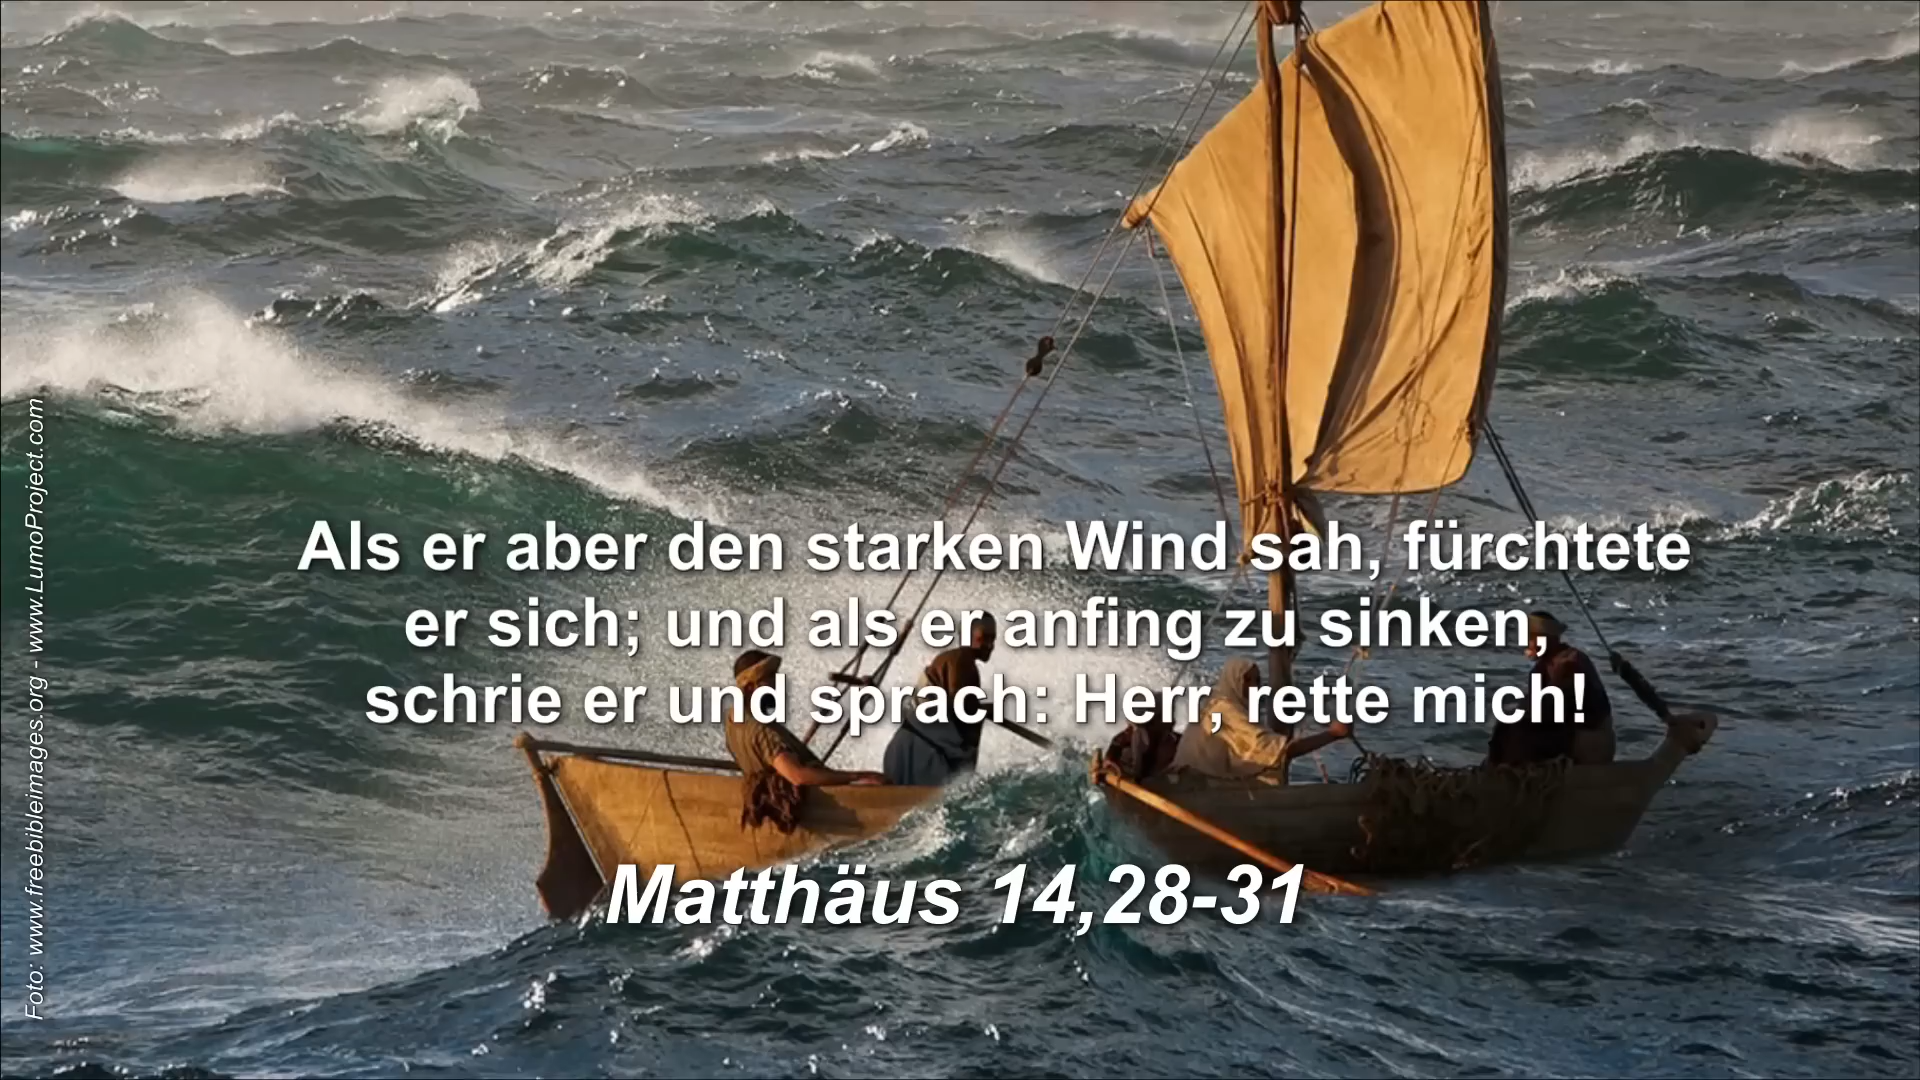 Als er aber den starken Wind sah, fürchtete
er sich; und als er anfing zu sinken,
schrie er und sprach: Herr, rette mich!
Matthäus 14,28-31
Foto: www.freebibleimages.org - www.LumoProject.com